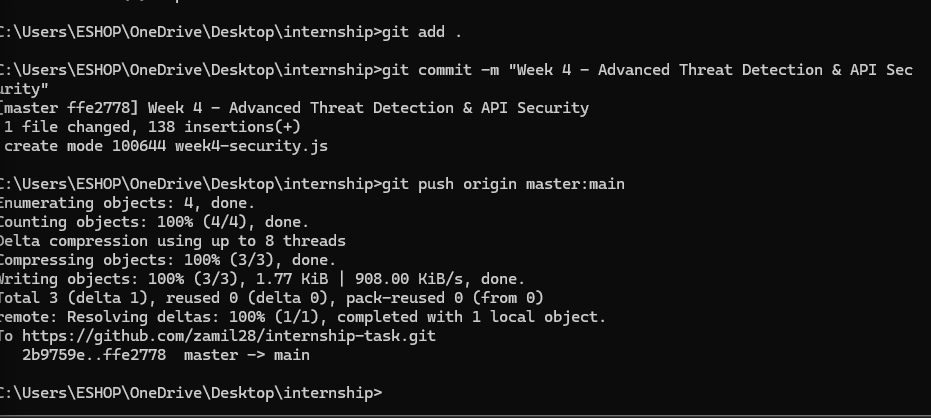 C:\Users\ESHOP\OneDrive\Desktop\internship>git add .
C:\Users\ESHOP\OneDrive\Desktop\internship>git commit -m "Week 4 - Advanced Threat Detection & API Sec
urity"
[master ffe2778] Week 4 - Advanced Threat Detection & API Security
1 file changed, 138 insertions(+)
create mode 100644 week4-security.js
C:\Users\ESHOP\OneDrive\Desktop\internship>git push origin master:main
Enumerating objects: 4, done.
Counting objects: 100% (4/4), done.
Delta compression using up to 8 threads
Compressing objects: 100% (3/3), done.
Writing objects: 100% (3/3), 1.77 KiB | 908.00 KiB/s, done.
Total 3 (delta 1), reused 0 (delta 0), pack-reused 0 (from 0)
remote: Resolving deltas: 100% (1/1), completed with 1 local object.
To https://github.com/zamil28/internship-task.git
2b9759e..ffe2778  master -> main
C:\Users\ESHOP\OneDrive\Desktop\internship>